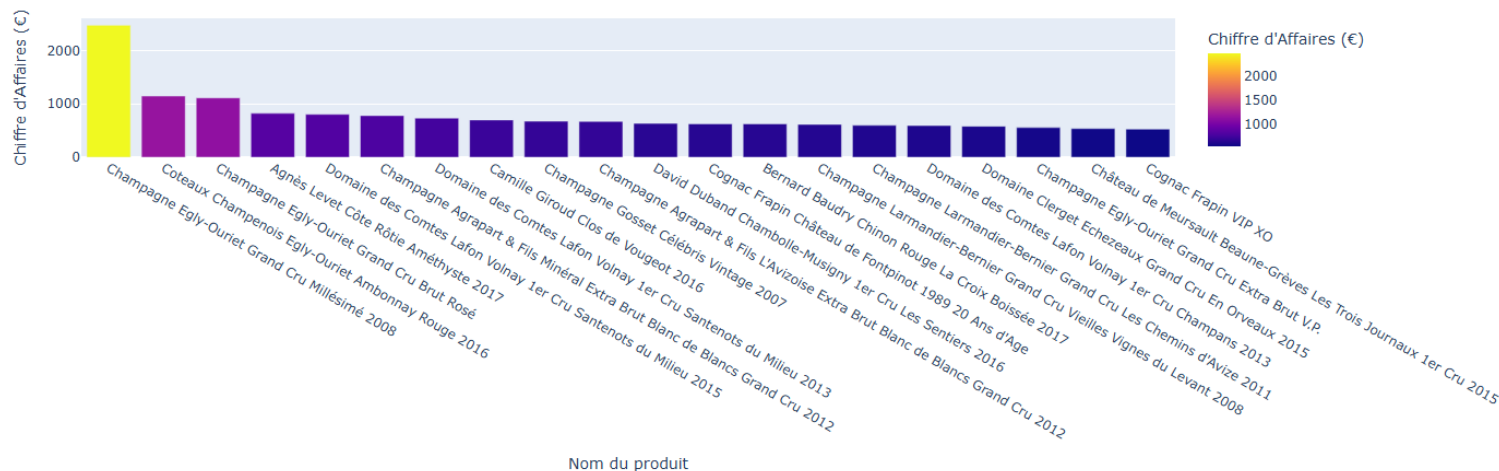 Chiffre d'Affaires (€)
2000
1000
0
Champagne Egly-Ouriet Grand Cru Millésimé 2008
Coteaux Champenois Egly-Ouriet Ambonnay Rouge 2016
Champagne Egly-Ouriet Grand Cru Brut Rosé
Agnès Levet Côte Rôtie Améthyste 2017
Domaine des Comtes Lafon Volnay 1er Cru Santenots du Milieu 2015
Champagne Agrapart & Fils Minéral Extra Brut Blanc de Blancs Grand Cru 2012
Domaine des Comtes Lafon Volnay 1er Cru Santenots du Milieu 2013
Camille Giroud Clos de Vougeot 2016
Champagne Gosset Célébris Vintage 2007
Champagne Agrapart & Fils L'Avizoise Extra Brut Blanc de Blancs Grand Cru 2012
David Duband Chambolle-Musigny 1er Cru Les Sentiers 2016
Cognac Frapin Château de Fontpinot 1989 20 Ans d'Age
Bernard Baudry Chinon Rouge La Croix Boissée 2017
Champagne Larmandier-Bernier Grand Cru Vieilles Vignes du Levant 2008
Champagne Larmandier-Bernier Grand Cru Les Chemins d'Avize 2011
Domaine des Comtes Lafon Volnay 1er Cru Champans 2013
Domaine Clerget Echezeaux Grand Cru En Orveaux 2015
Champagne Egly-Ouriet Grand Cru Extra Brut V.P.
Château de Meursault Beaune-Grèves Les Trois Journaux 1er Cru 2015
Cognac Frapin VIP XO
Nom du produit
Chiffre d'Affaires (€)
2000
1500
1000